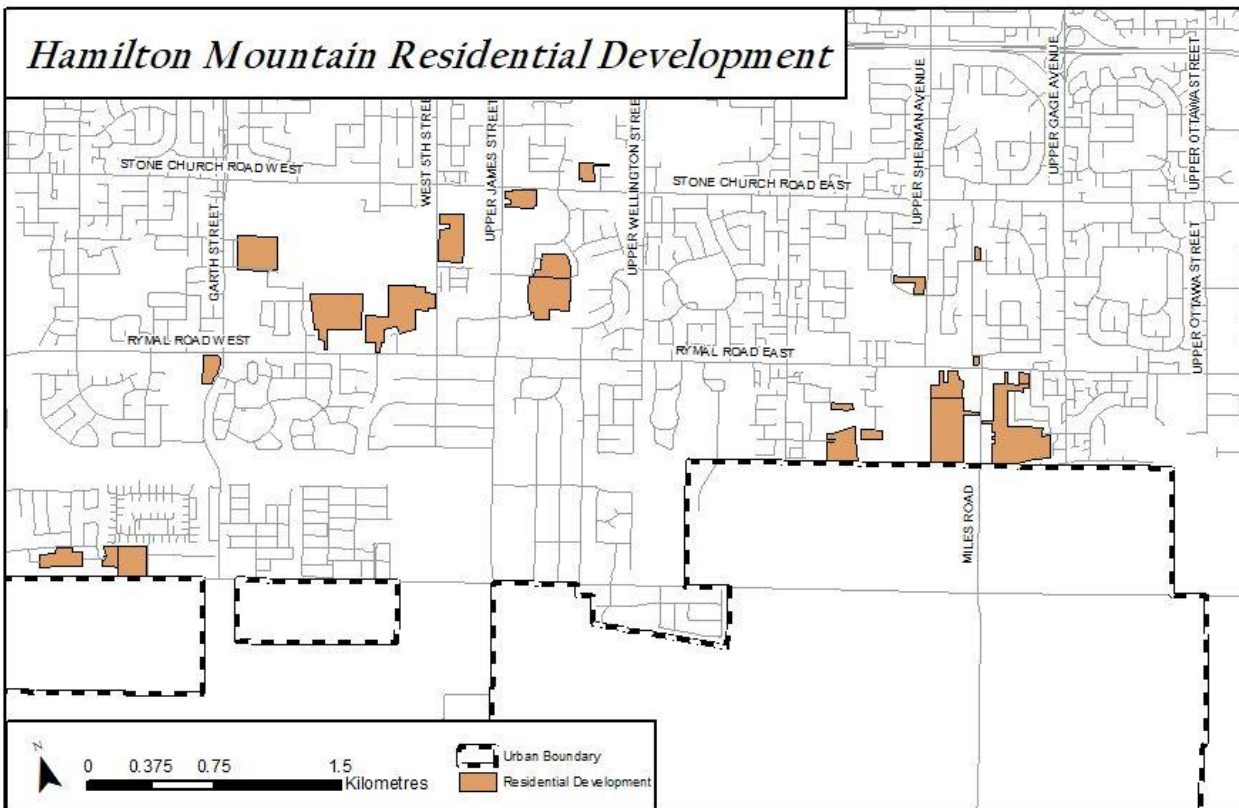 Hamilton Mountain Residential Development
STONE CHURCH ROAD WEST
GARTH STREET
WEST 5TH STREET
UPPER JAMES STREET
UPPER WELLINGTON STREET
STONE CHURCH ROAD EAST
UPPER SHERMAN AVENUE
UPPER GAGE AVENUE
UPPER OTTAWA STREET
UPPER OTTAWA STREET
RYMAL ROAD WEST
RYMAL ROAD EAST
MILES ROAD
N
0 0.375 0.75 1.5
Kilometres
Urban Boundary
Residential Development